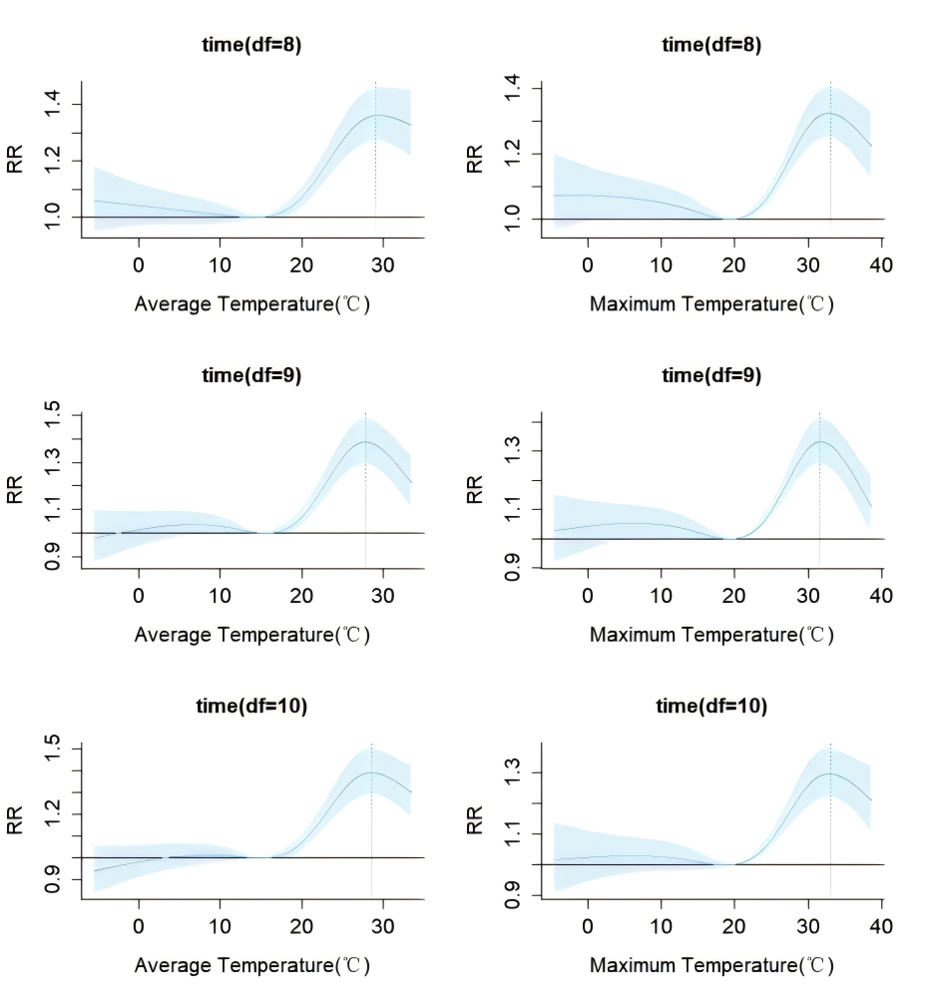 time(df=8)
RR
1.0 1.2 1.4
0 10 20 30
Average Temperature(℃)
time(df=8)
RR
1.0 1.2 1.4
0 10 20 30 40
Maximum Temperature(℃)
time(df=9)
RR
0.9 1.1 1.3 1.5
0 10 20 30
Average Temperature(℃)
time(df=9)
RR
0.9 1.1 1.3
0 10 20 30 40
Maximum Temperature(℃)
time(df=10)
RR
0.9 1.2 1.5
0 10 20 30
Average Temperature(℃)
time(df=10)
RR
0.9 1.1 1.3
0 10 20 30 40
Maximum Temperature(℃)